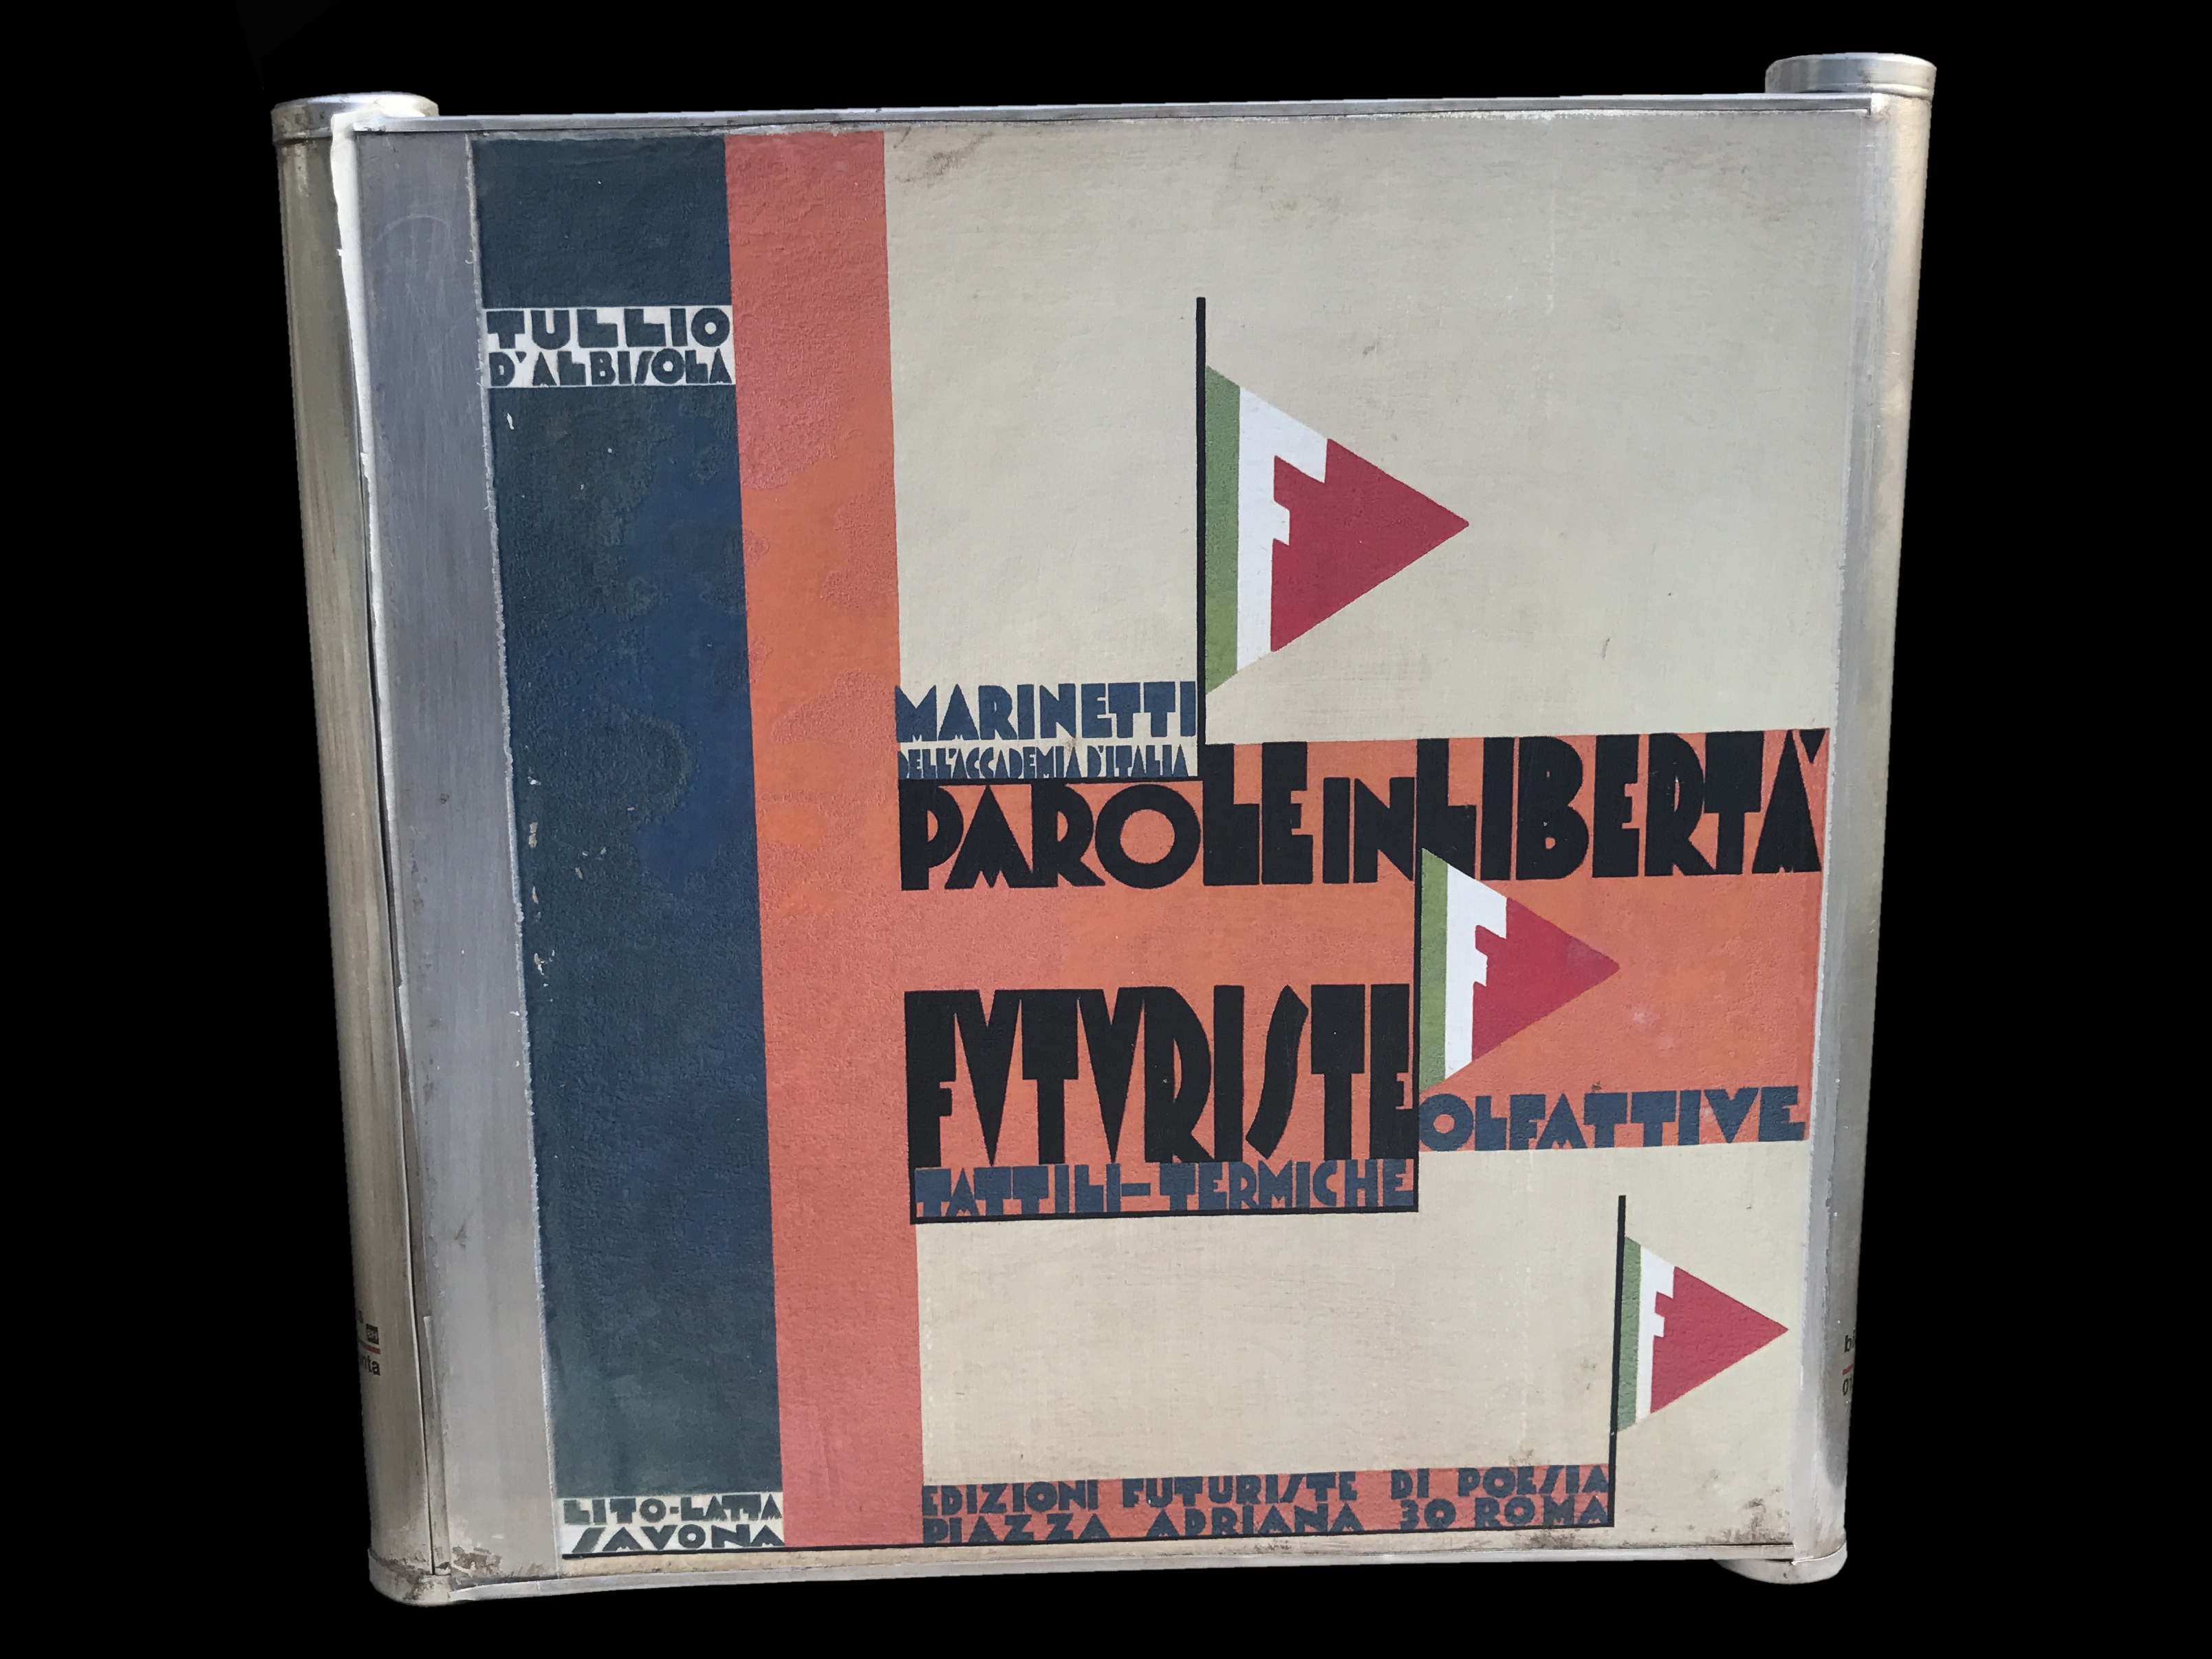 TULLIO
D'ALBISOLA
MARINETTI
DELL'ACCADEMIA D'ITALIA
PAROLE IN LIBERTÀ
FVTVRISTE
OLFATTIVE
TATTILI-TERMICHE
EDIZIONI FUTURISTE DI POESIA
PIAZZA ADRIANA 30 ROMA
LITO-LATTA
SAVONA
F
F
F